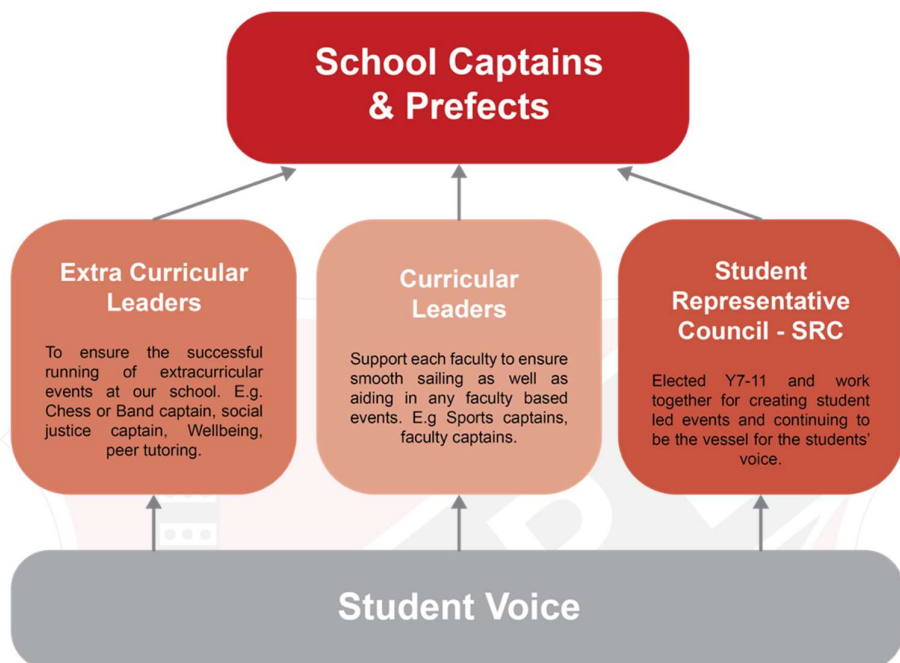 School Captains
& Prefects
Extra Curricular
Leaders
To ensure the successful
running of extracurricular
events at our school. E.g.
Chess or Band captain, social
justice captain, Wellbeing,
peer tutoring.
Curricular
Leaders
Support each faculty to ensure
smooth sailing as well as
aiding in any faculty based
events. E.g Sports captains,
faculty captains.
Student
Representative
Council - SRC
Elected Y7-11 and work
together for creating student
led events and continuing to
be the vessel for the students’
voice.
Student Voice